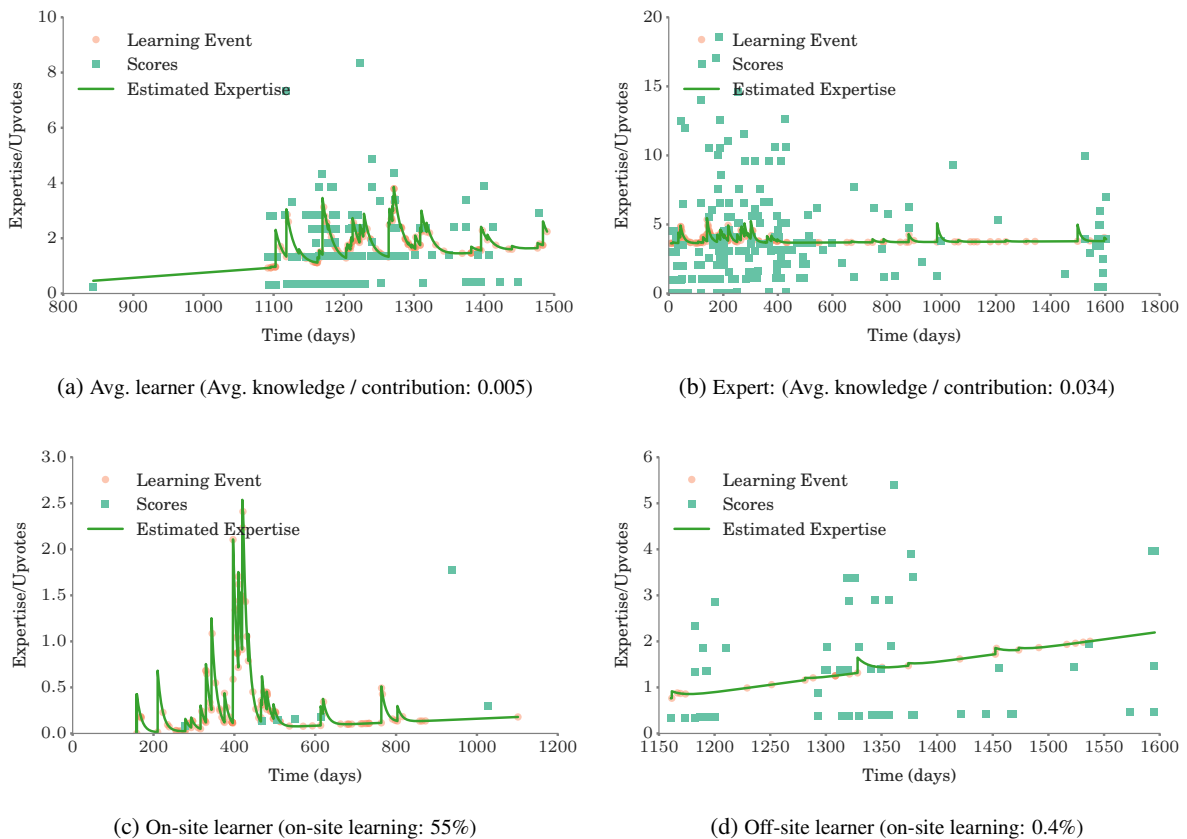 10
8
6
4
2
0
Expertise/Upvotes
Learning Event
Scores
Estimated Expertise
800 900 1000 1100 1200 1300 1400 1500
Time (days)
(a) Avg. learner (Avg. knowledge / contribution: 0.005)
20
15
10
5
0
Expertise/Upvotes
Learning Event
Scores
Estimated Expertise
0 200 400 600 800 1000 1200 1400 1600 1800
Time (days)
(b) Expert: (Avg. knowledge / contribution: 0.034)
3.0
2.5
2.0
1.5
1.0
0.5
0.0
Expertise/Upvotes
Learning Event
Scores
Estimated Expertise
0 200 400 600 800 1000 1200
Time (days)
(c) On-site learner (on-site learning: 55%)
6
5
4
3
2
1
0
Expertise/Upvotes
Learning Event
Scores
Estimated Expertise
1150 1200 1250 1300 1350 1400 1450 1500 1550 1600
Time (days)
(d) Off-site learner (on-site learning: 0.4%)